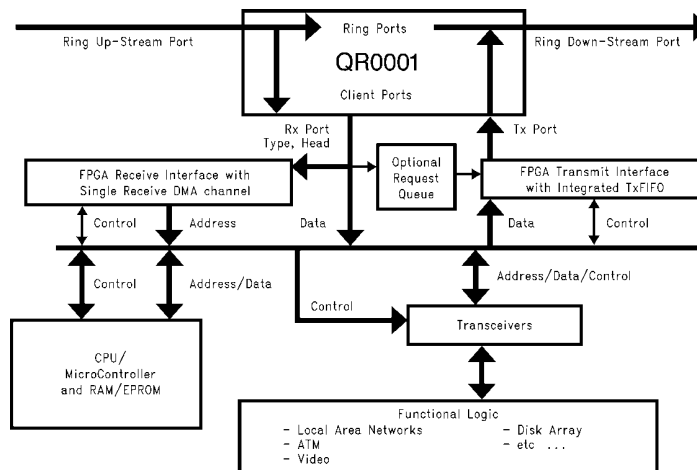 Ring Ports
Ring Up-Stream Port
Ring Down-Stream Port
QR0001
Client Ports
Rx Port
Type, Head
Tx Port
FPGA Receive Interface with
Single Receive DMA channel
Optional
Request
Queue
FPGA Transmit Interface
with Integrated TxFIFO
Control
Address
Data
Data
Control
Control
Address/Data
Control
Address/Data/Control
Transceivers
CPU/
MicroController
and RAM/EPROM
Functional Logic
- Local Area Networks
- ATM
- Video
- Disk Array
- etc ...